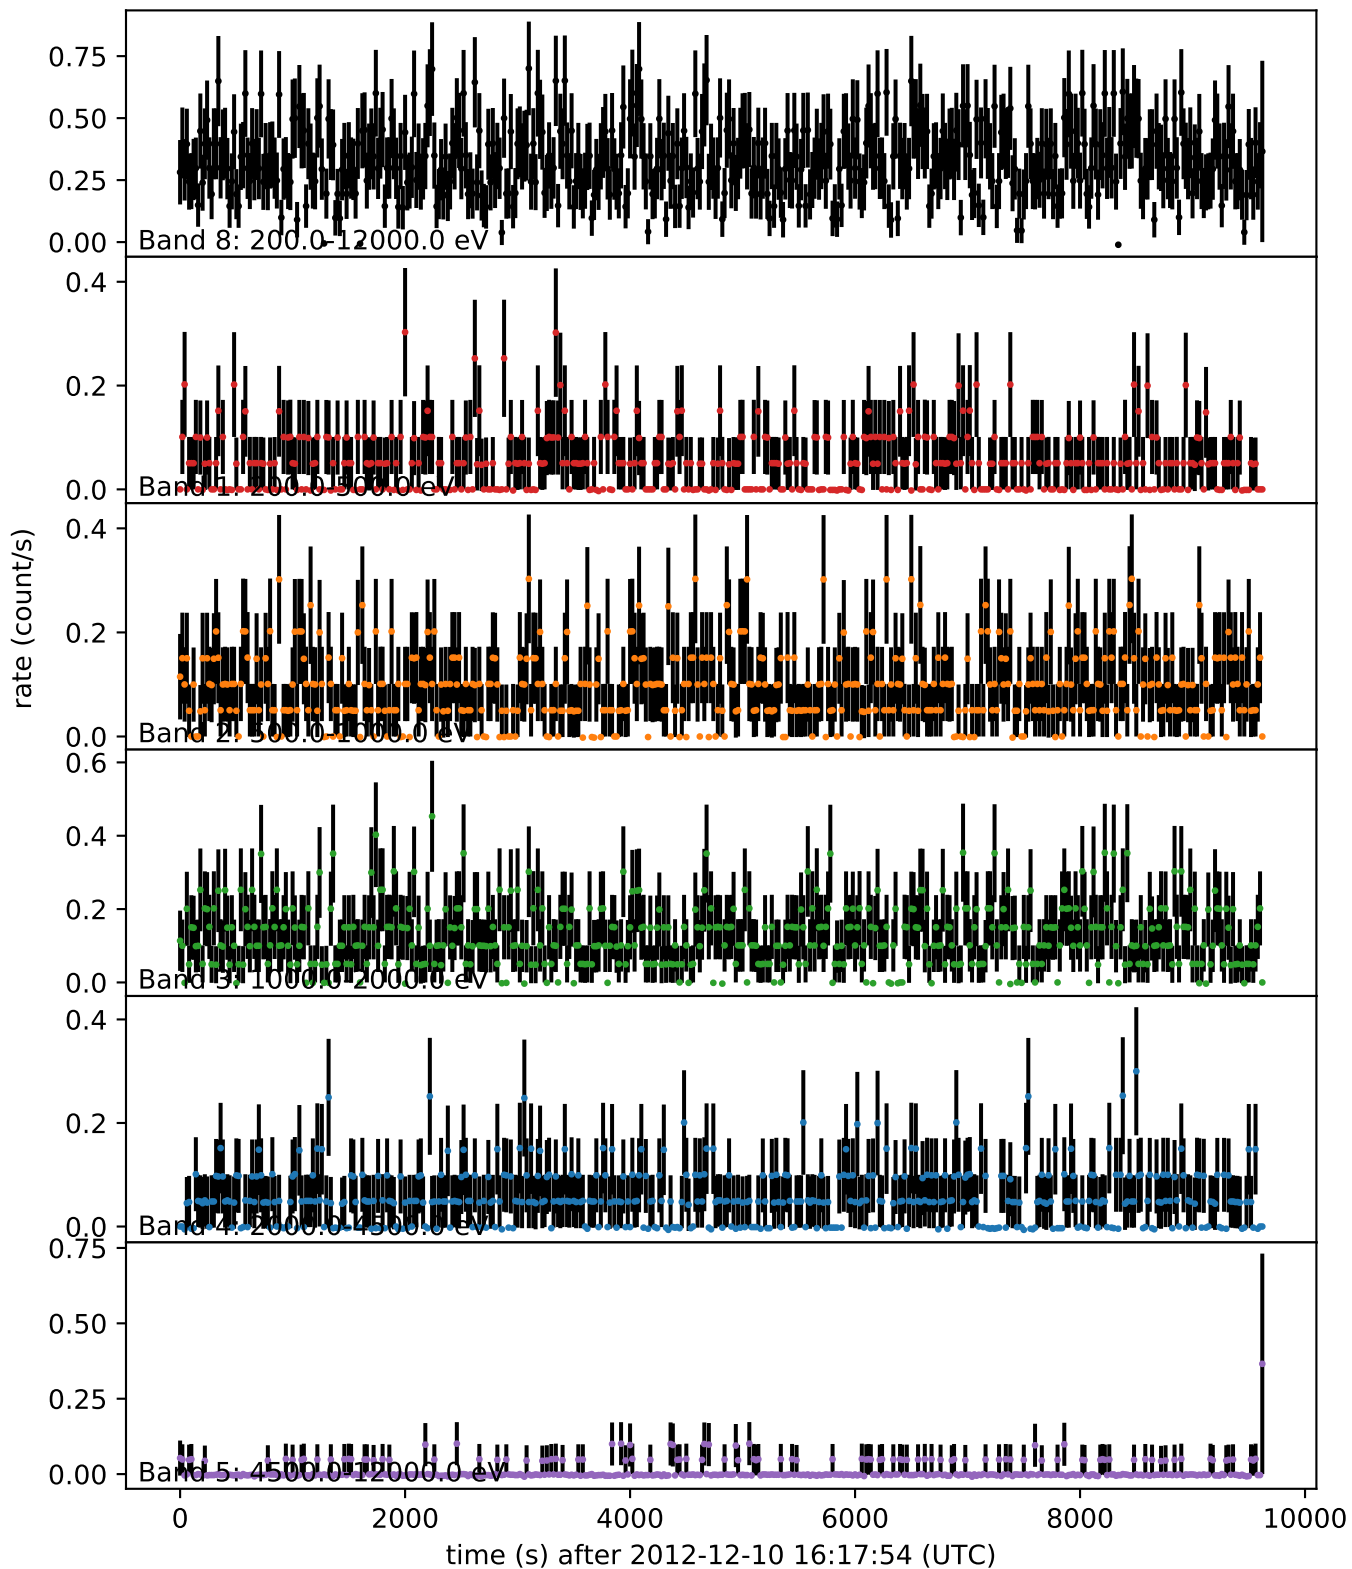 0.75
0.50
0.25
0.00
Band 8: 200.0-12000.0 eV
0.4
0.2
0.0
Band 1: 200.0-500.0 eV
0.4
0.2
0.0
Band 2: 500.0-1000.0 eV
0.6
0.4
0.2
0.0
Band 3: 1000.0-2000.0 eV
0.4
0.2
0.0
Band 4: 2000.0-4500.0 eV
0.75
0.50
0.25
0.00
Band 5: 4500.0-12000.0 eV
rate (count/s)
0 2000 4000 6000 8000 10000
time (s) after 2012-12-10 16:17:54 (UTC)